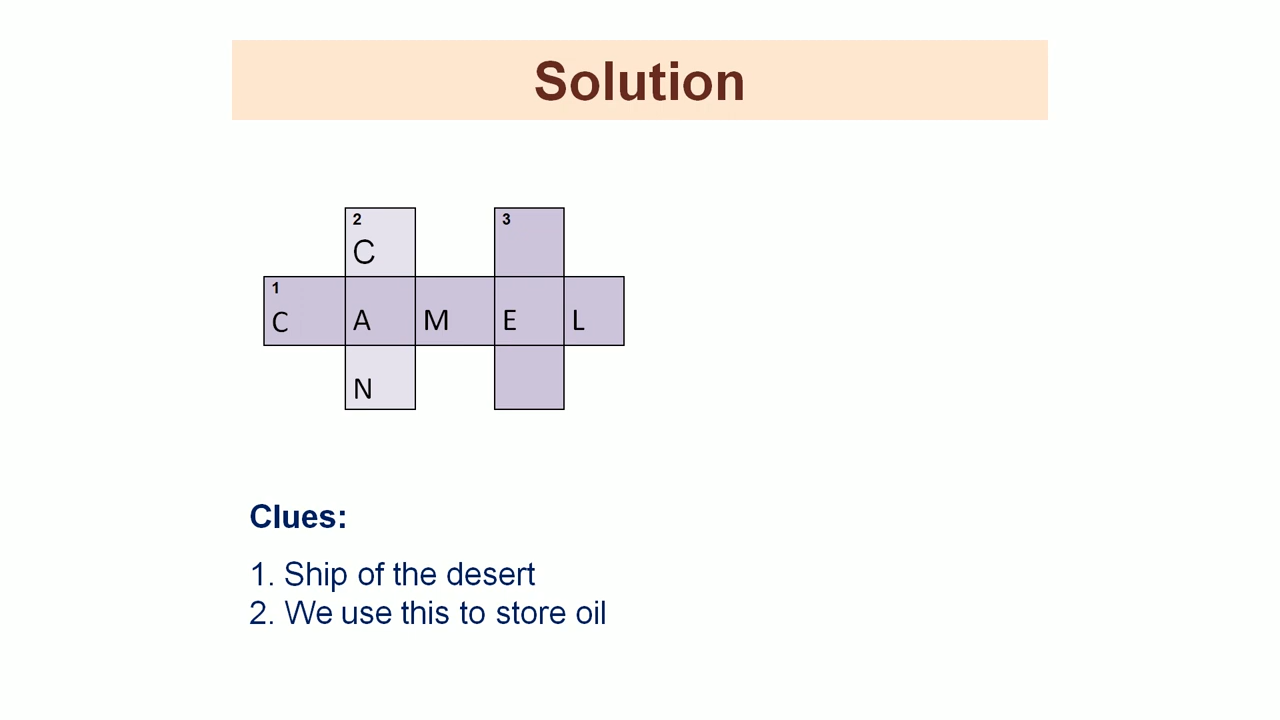 Solution
2 3
C
1
C A M E L
N
Clues:
1. Ship of the desert
2. We use this to store oil